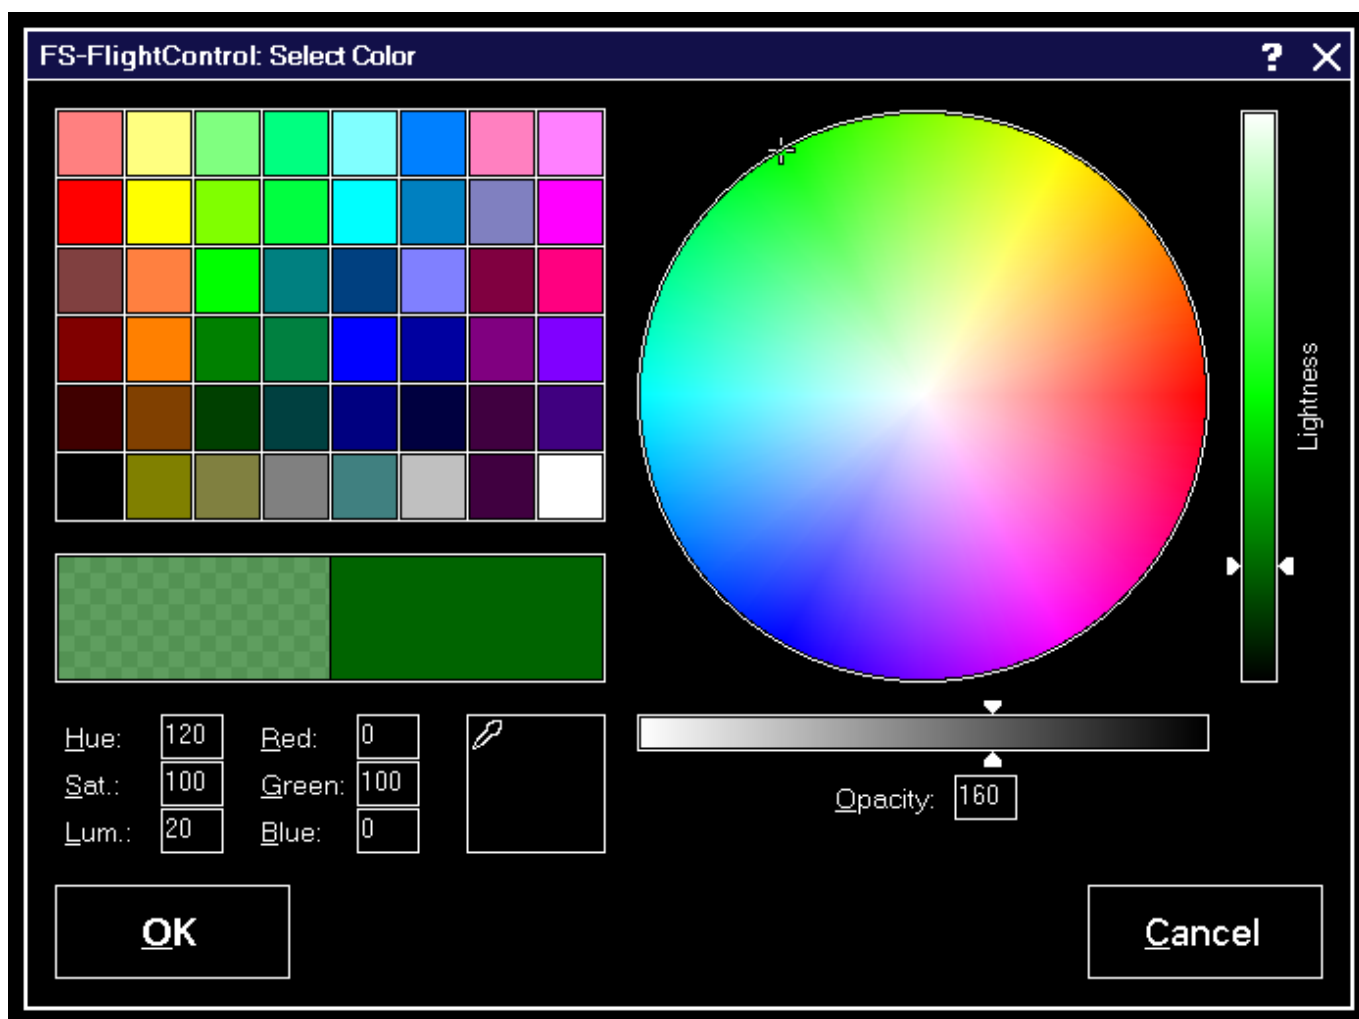 FS-FlightControl: Select Color ? X
Lightness
Hue: 120 Red: 0
Sat.: 100 Green: 100
Lum.: 20 Blue: 0
Opacity: 160
OK Cancel